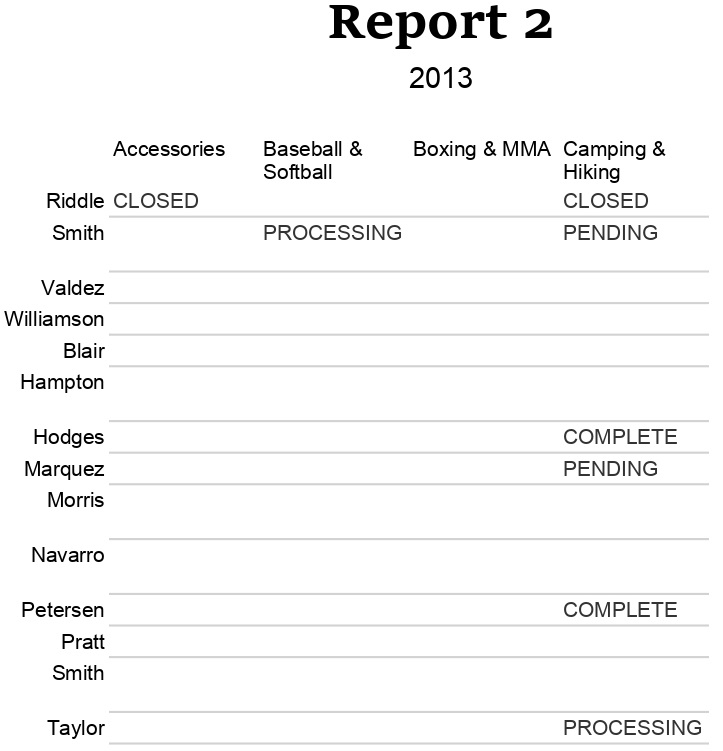 Report 2
2013
Accessories Baseball & Boxing & MMA Camping &
Softball Hiking
Riddle CLOSED CLOSED
Smith PROCESSING PENDING
Valdez
Williamson
Blair
Hampton
Hodges COMPLETE
Marquez PENDING
Morris
Navarro
Petersen COMPLETE
Pratt
Smith
Taylor PROCESSING